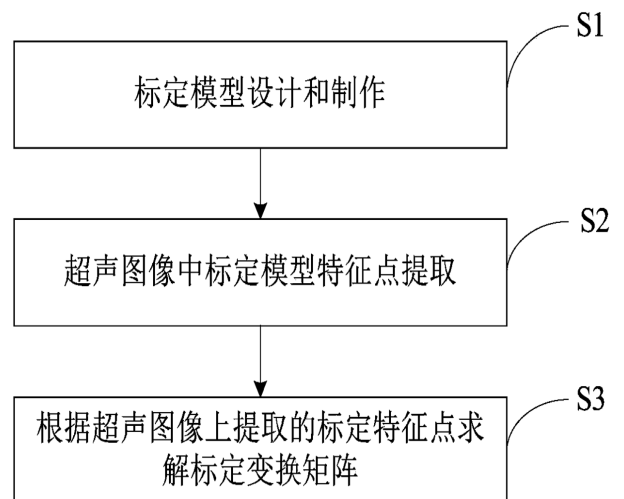 S1
标定模型设计和制作
S2
超声图像中标定模型特征点提取
S3
根据超声图像上提取的标定特征点求
解标定变换矩阵